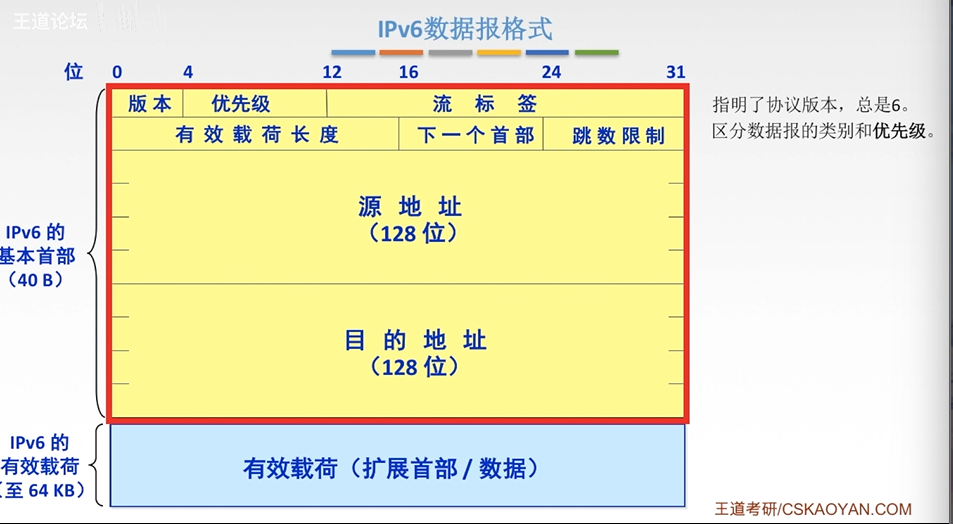 王道论坛
IPv6数据报格式
位 0 4 12 16 24 31
版本 优先级 流标签
有效载荷长度 下一个首部 跳数限制
源地址
（128 位）
目的地址
（128 位）
有效载荷（扩展首部 / 数据）
IPv6 的
基本首部
（40 B）
IPv6 的
有效载荷
（至 64 KB）
指明了协议版本，总是6。
区分数据报的类别和优先级。
王道考研/CSKAOYAN.COM